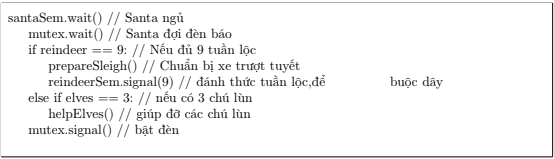 santaSem.wait() // Santa ngủ
mutex.wait() // Santa đợi đèn báo
if reindeer == 9: // Nếu đủ 9 tuần lộc
prepareSleigh() // Chuẩn bị xe trượt tuyết
reindeerSem.signal(9) // đánh thức tuần lộc,để buộc dây
else if elves == 3: // nếu có 3 chú lùn
helpElves() // giúp đỡ các chú lùn
mutex.signal() // bật đèn